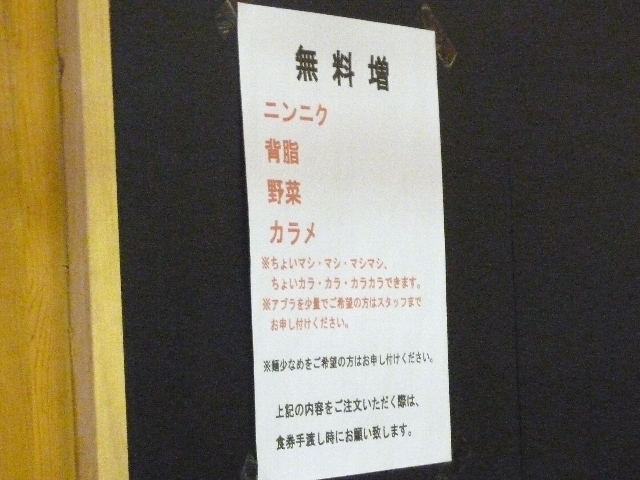 無料増
ニンニク
背脂
野菜
カラメ
※ちょいマシ・マシ・マシマシ、
ちょいカラ・カラ・カラカラできます。
※アブラを少量でご希望の方はスタッフまで
お申し付けください。
※麺少なめをご希望の方はお申し付けください。
上記の内容をご注文いただく際は、
食券手渡し時にお願い致します。